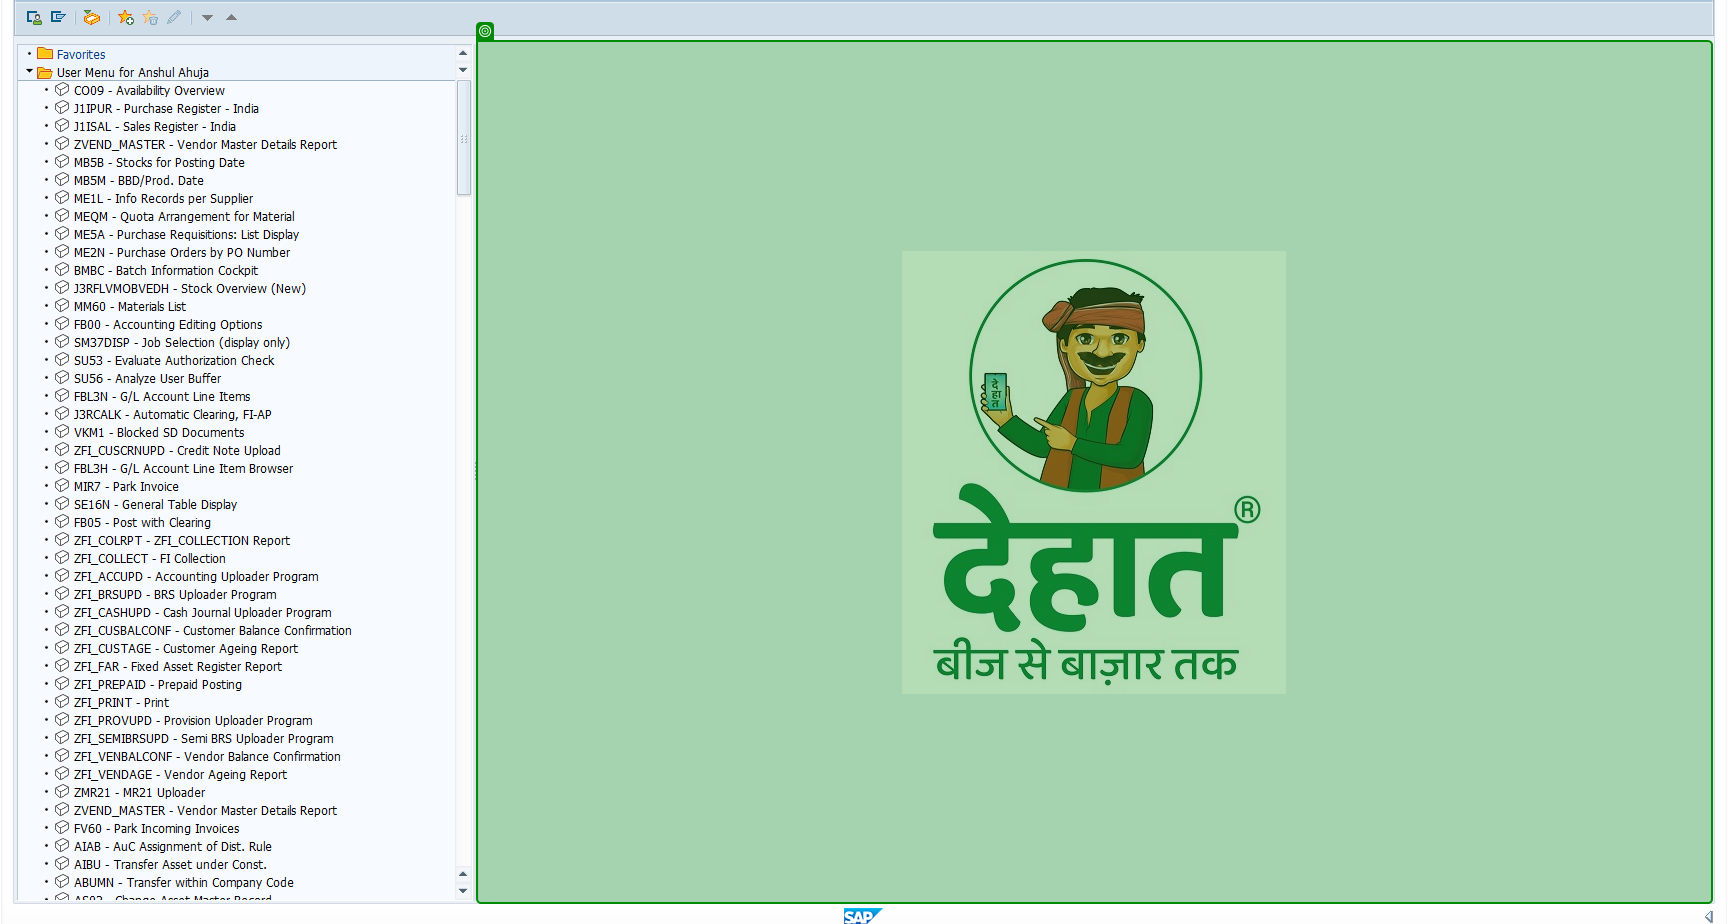 Favorites
User Menu for Anshul Ahuja
CO09 - Availability Overview
J1IPUR - Purchase Register - India
J1ISAL - Sales Register - India
ZVEND_MASTER - Vendor Master Details Report
MB5B - Stocks for Posting Date
MB5M - BBD/Prod. Date
ME1L - Info Records per Supplier
MEQM - Quota Arrangement for Material
ME5A - Purchase Requisitions: List Display
ME2N - Purchase Orders by PO Number
BMBC - Batch Information Cockpit
J3RFLVMOBVEDH - Stock Overview (New)
MM60 - Materials List
FB00 - Accounting Editing Options
SM37DISP - Job Selection (display only)
SU53 - Evaluate Authorization Check
SU56 - Analyze User Buffer
FBL3N - G/L Account Line Items
J3RCALK - Automatic Clearing, FI-AP
VKM1 - Blocked SD Documents
ZFI_CUSCRNUPD - Credit Note Upload
FBL3H - G/L Account Line Item Browser
MIR7 - Park Invoice
SE16N - General Table Display
FB05 - Post with Clearing
ZFI_COLRPT - ZFI_COLLECTION Report
ZFI_COLLECT - FI Collection
ZFI_ACCUPD - Accounting Uploader Program
ZFI_BRSUPD - BRS Uploader Program
ZFI_CASHUPD - Cash Journal Uploader Program
ZFI_CUSBALCONF - Customer Balance Confirmation
ZFI_CUSTAGE - Customer Ageing Report
ZFI_FAR - Fixed Asset Register Report
ZFI_PREPAID - Prepaid Posting
ZFI_PRINT - Print
ZFI_PROVUPD - Provision Uploader Program
ZFI_SEMIBRSUPD - Semi BRS Uploader Program
ZFI_VENBALCONF - Vendor Balance Confirmation
ZFI_VENDAGE - Vendor Ageing Report
ZMR21 - MR21 Uploader
ZVEND_MASTER - Vendor Master Details Report
FV60 - Park Incoming Invoices
AIAB - AuC Assignment of Dist. Rule
AIBU - Transfer Asset under Const.
ABUMN - Transfer within Company Code
AS02 - Change Asset Master Record
देहात
देहात®
बीज से बाज़ार तक
SAP